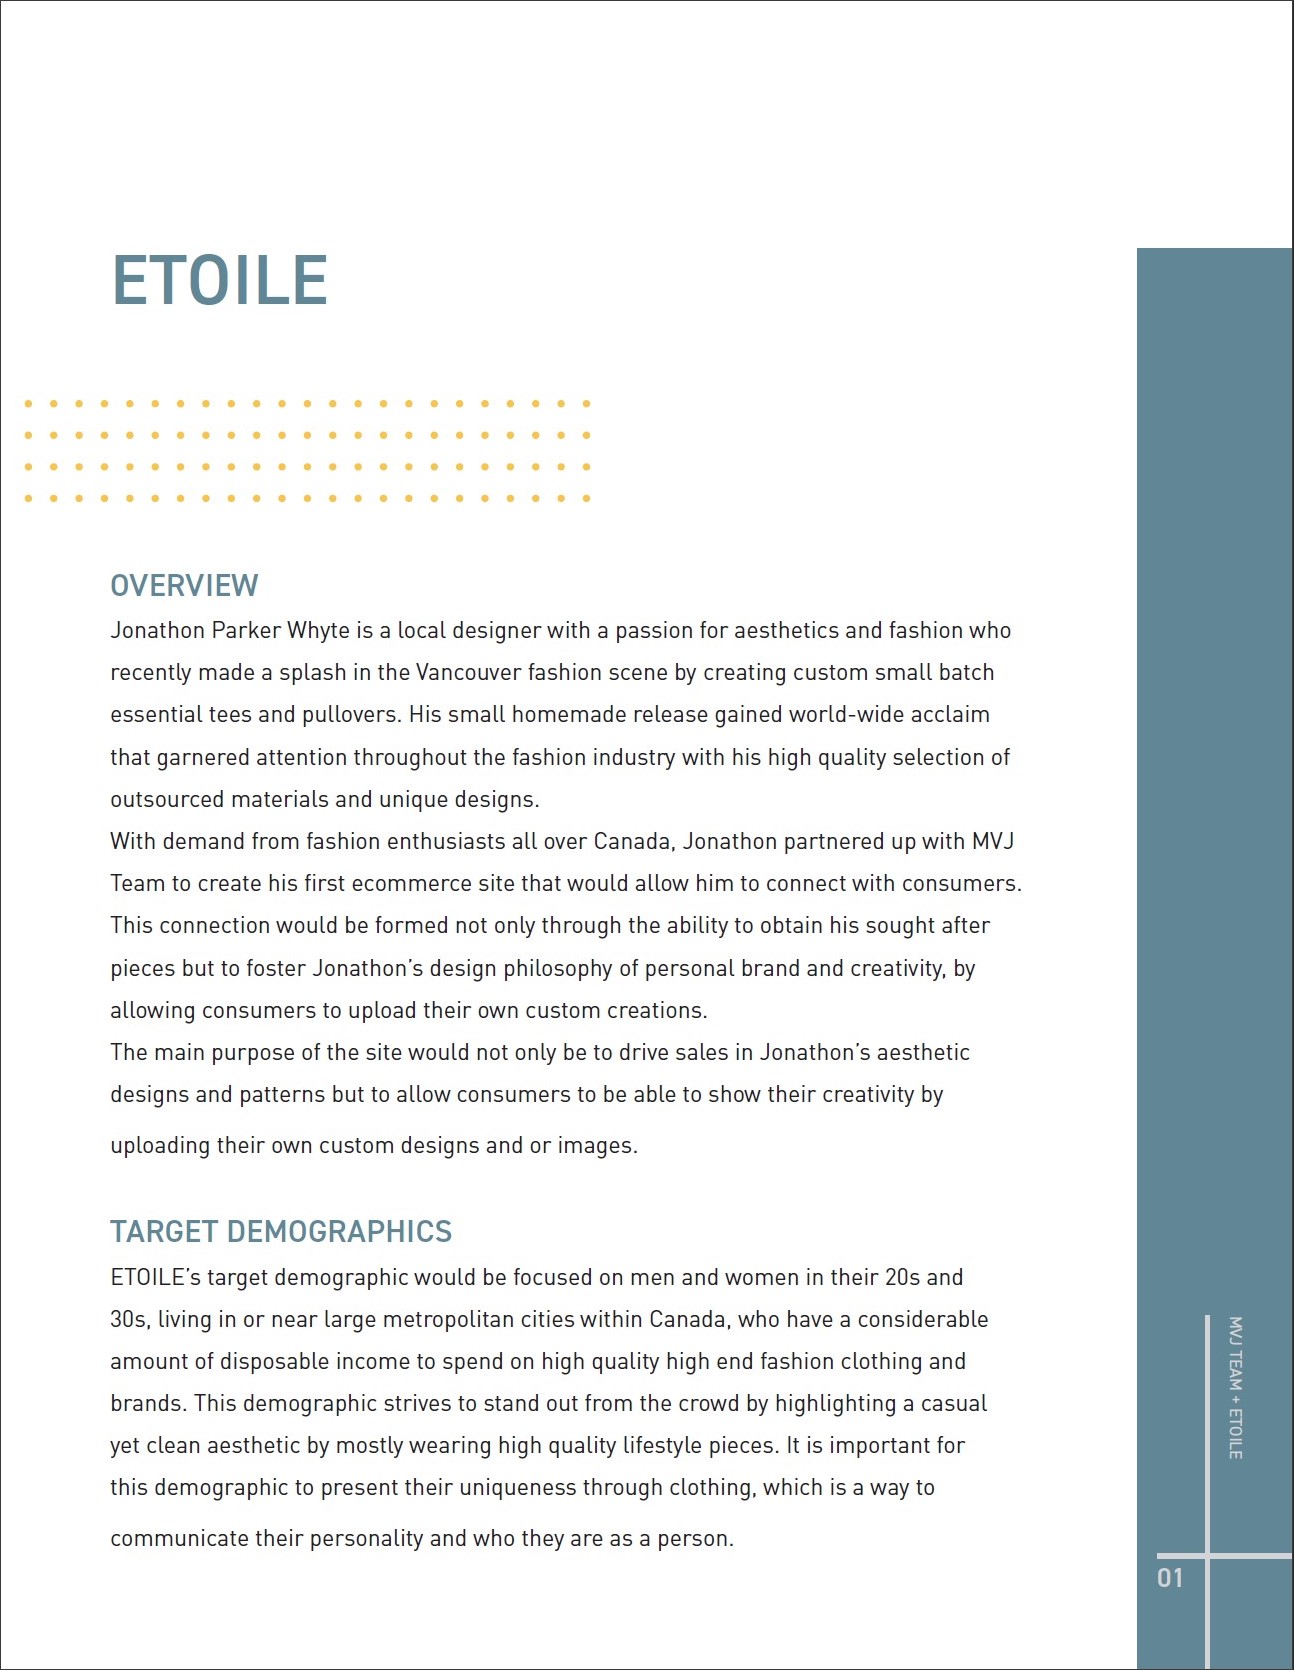 ETOILE
OVERVIEW
Jonathon Parker Whyte is a local designer with a passion for aesthetics and fashion who
recently made a splash in the Vancouver fashion scene by creating custom small batch
essential tees and pullovers. His small homemade release gained world-wide acclaim
that garnered attention throughout the fashion industry with his high quality selection of
outsourced materials and unique designs.
With demand from fashion enthusiasts all over Canada, Jonathon partnered up with MVJ
Team to create his first ecommerce site that would allow him to connect with consumers.
This connection would be formed not only through the ability to obtain his sought after
pieces but to foster Jonathon’s design philosophy of personal brand and creativity, by
allowing consumers to upload their own custom creations.
The main purpose of the site would not only be to drive sales in Jonathon’s aesthetic
designs and patterns but to allow consumers to be able to show their creativity by
uploading their own custom designs and or images.
TARGET DEMOGRAPHICS
ETOILE’s target demographic would be focused on men and women in their 20s and
30s, living in or near large metropolitan cities within Canada, who have a considerable
amount of disposable income to spend on high quality high end fashion clothing and
brands. This demographic strives to stand out from the crowd by highlighting a casual
yet clean aesthetic by mostly wearing high quality lifestyle pieces. It is important for
this demographic to present their uniqueness through clothing, which is a way to
communicate their personality and who they are as a person.
MVJ TEAM + ETOILE
01